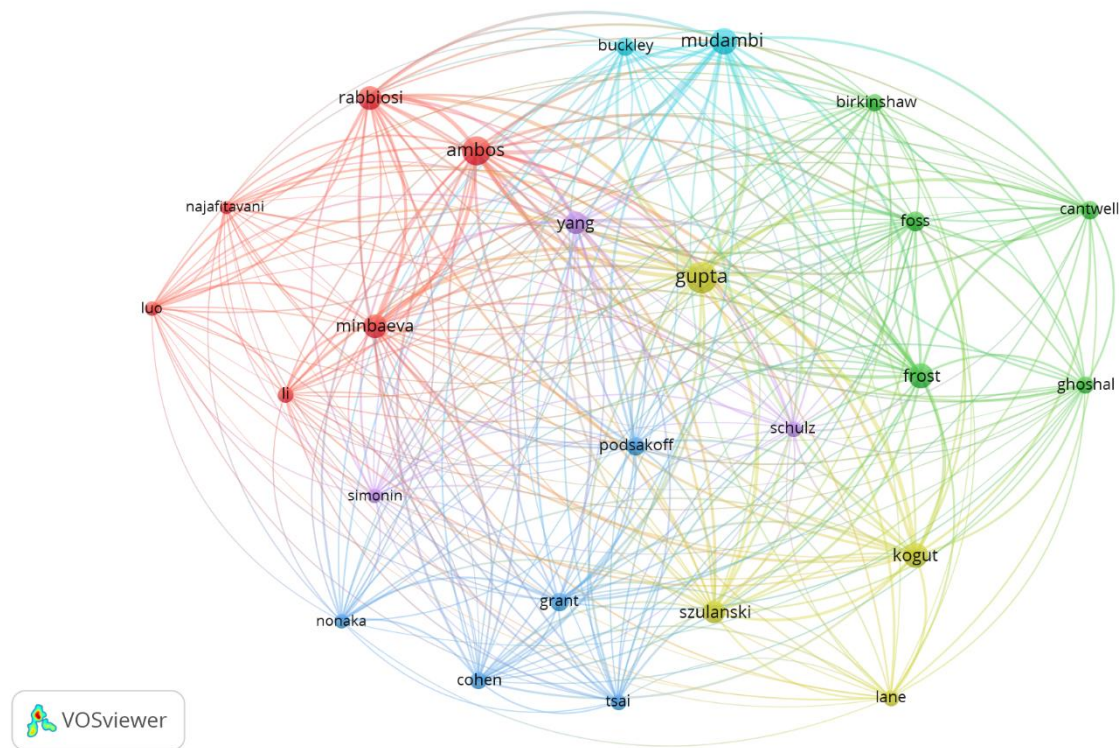 mudambi
buckley
rabbiosi
birkinshaw
ambos
najafitavani
yang
foss
cantwell
gupta
luo
minbaeva
frost
ghoshal
li
schulz
podsakoff
simonin
kogut
grant
szulanski
nonaka
cohen
tsai
lane
VOSviewer